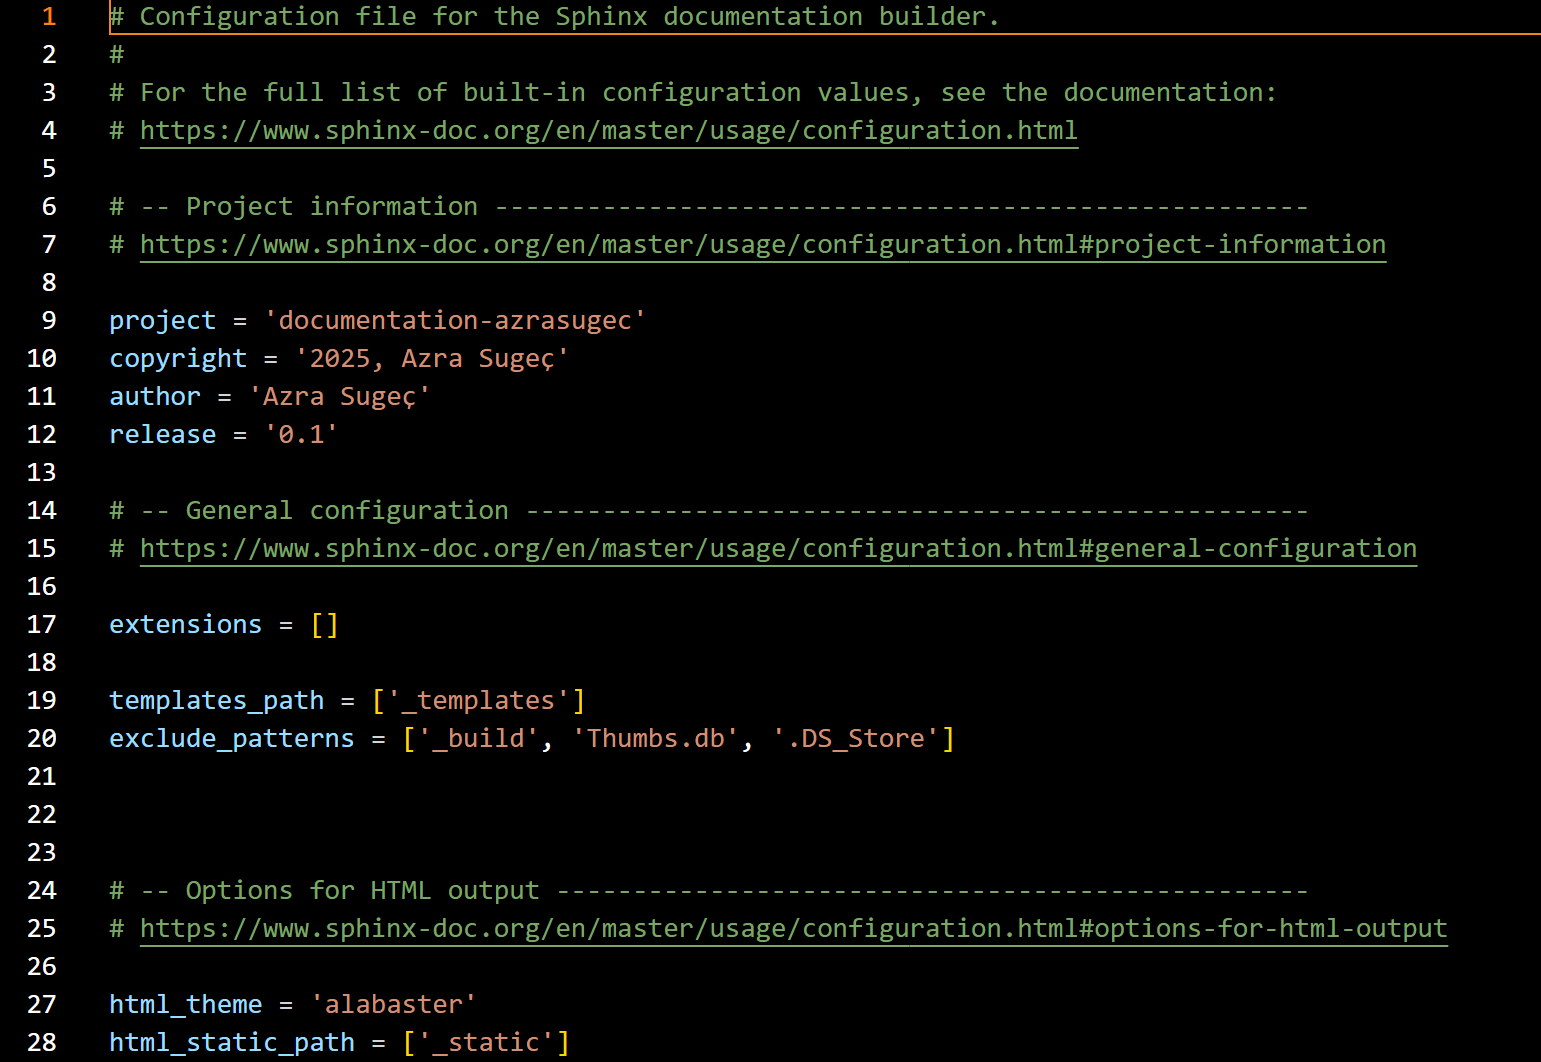 1 # Configuration file for the Sphinx documentation builder.
2 #
3 # For the full list of built-in configuration values, see the documentation:
4 # https://www.sphinx-doc.org/en/master/usage/configuration.html
5
6 # -- Project information -----------------------------------------------------
7 # https://www.sphinx-doc.org/en/master/usage/configuration.html#project-information
8
9 project = 'documentation-azrasugec'
10 copyright = '2025, Azra Sugeç'
11 author = 'Azra Sugeç'
12 release = '0.1'
13
14 # -- General configuration ---------------------------------------------------
15 # https://www.sphinx-doc.org/en/master/usage/configuration.html#general-configuration
16
17 extensions = []
18
19 templates_path = ['_templates']
20 exclude_patterns = ['_build', 'Thumbs.db', '.DS_Store']
21
22
23
24 # -- Options for HTML output -------------------------------------------------
25 # https://www.sphinx-doc.org/en/master/usage/configuration.html#options-for-html-output
26
27 html_theme = 'alabaster'
28 html_static_path = ['_static']